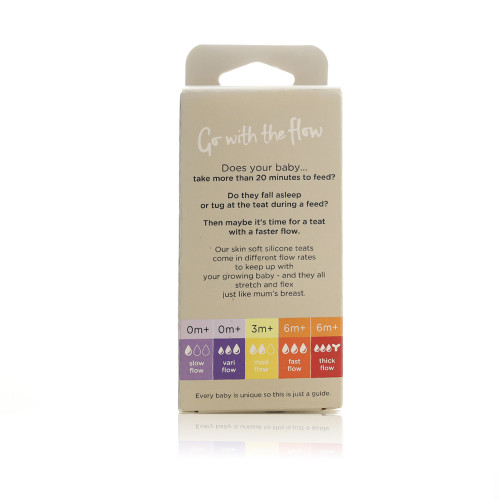 Go with the flow
Does your baby...
take more than 20 minutes to feed?
Do they fall asleep
or tug at the teat during a feed?
Then maybe it's time for a teat
with a faster flow.
Our skin soft silicone teats
come in different flow rates
to keep up with
your growing baby - and they all
stretch and flex
just like mum's breast.
0m+ 0m+ 3m+ 6m+ 6m+
slow flow
vari flow
med flow
fast flow
thick flow
Every baby is unique so this is just a guide.